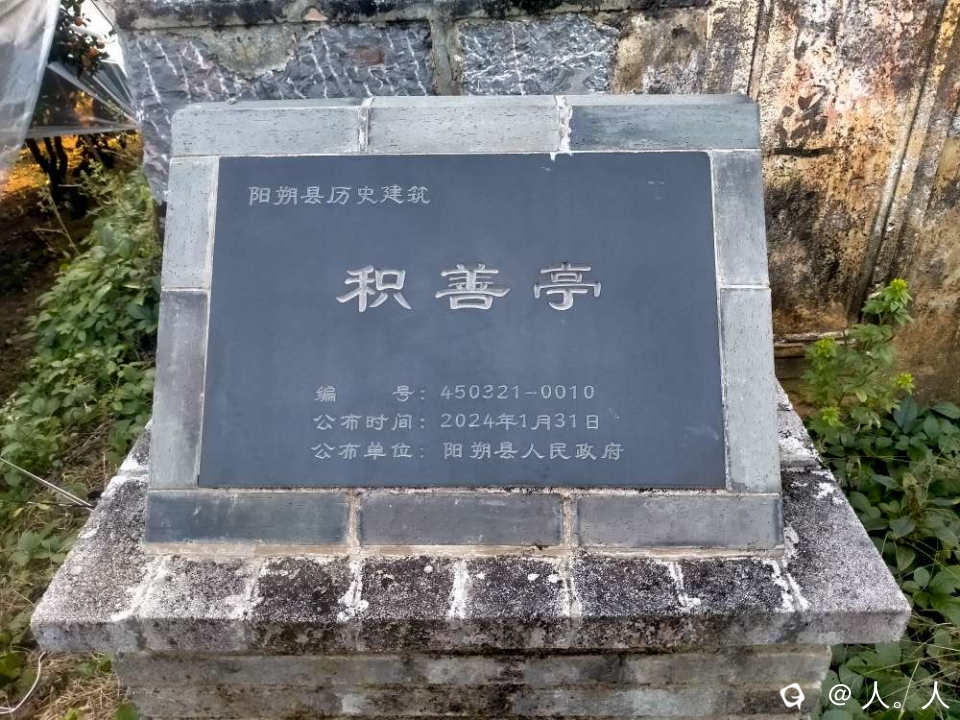 阳朔县历史建筑
积善亭
编 号：450321-0010
公布时间：2024年1月31日
公布单位：阳朔县人民政府
@人。人